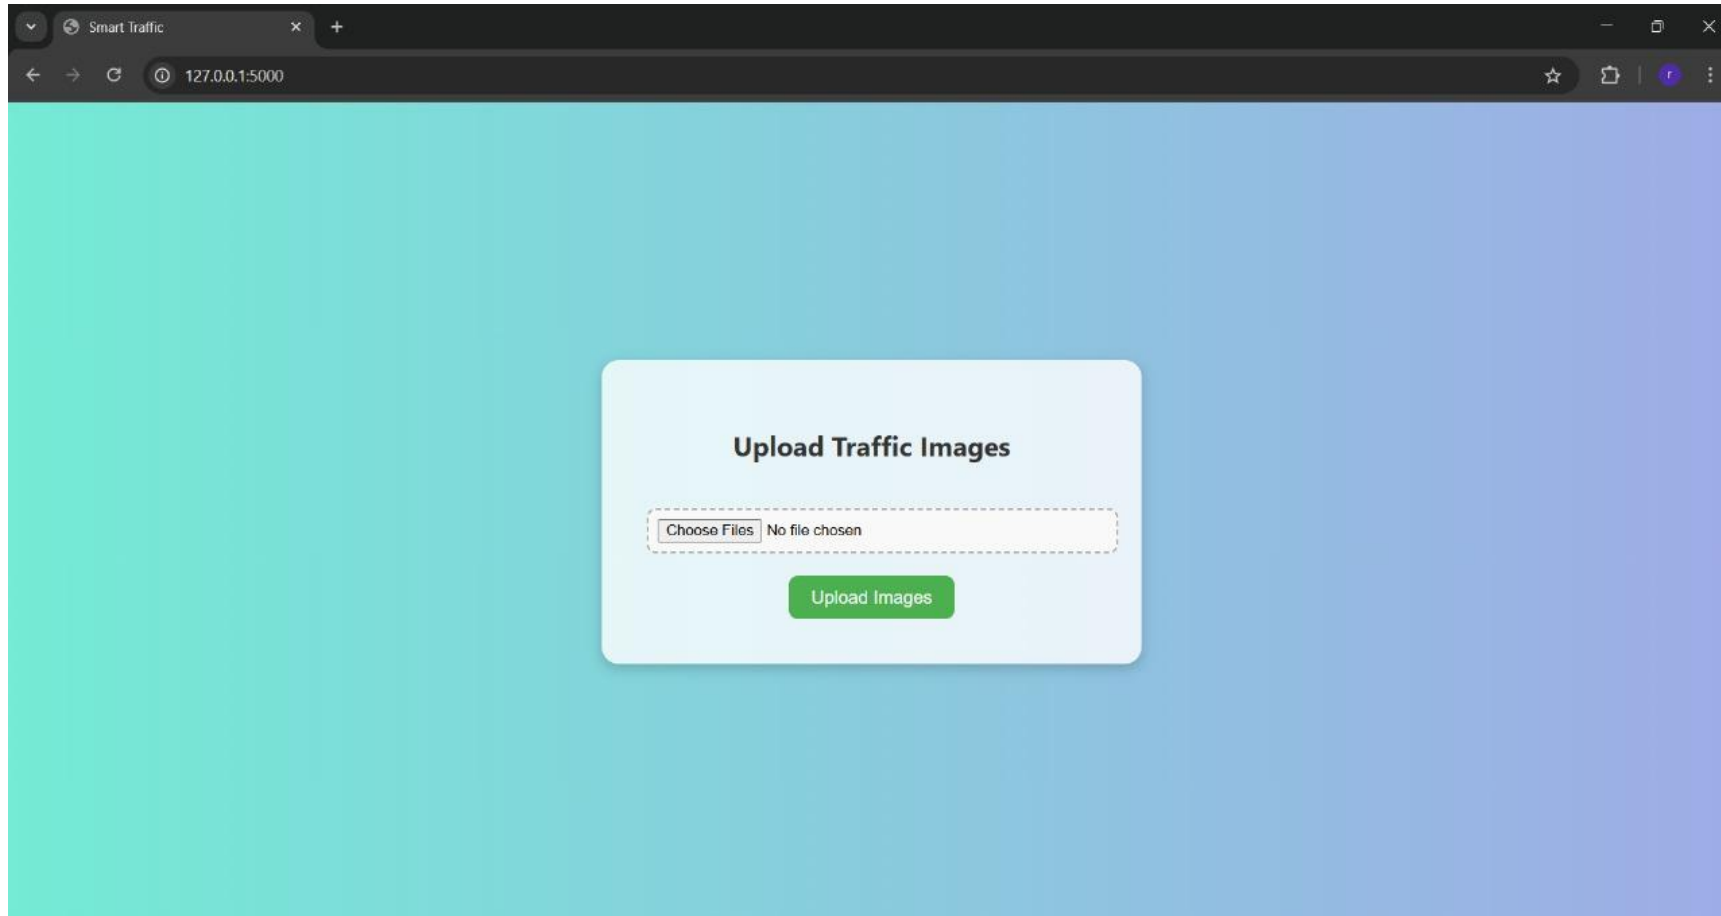 Smart Traffic
127.0.0.1:5000
r
Upload Traffic Images
Choose Files No file chosen
Upload Images